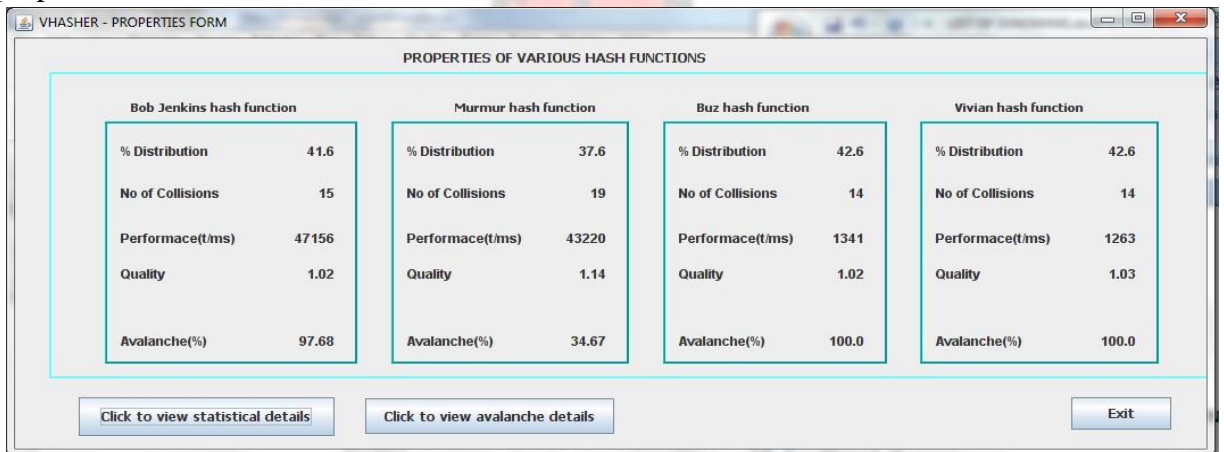 VHASHER - PROPERTIES FORM
PROPERTIES OF VARIOUS HASH FUNCTIONS
Bob Jenkins hash function
% Distribution 41.6
No of Collisions 15
Performace(t/ms) 47156
Quality 1.02
Avalanche(%) 97.68
Murmur hash function
% Distribution 37.6
No of Collisions 19
Performace(t/ms) 43220
Quality 1.14
Avalanche(%) 34.67
Buz hash function
% Distribution 42.6
No of Collisions 14
Performace(t/ms) 1341
Quality 1.02
Avalanche(%) 100.0
Vivian hash function
% Distribution 42.6
No of Collisions 14
Performace(t/ms) 1263
Quality 1.03
Avalanche(%) 100.0
Click to view statistical details
Click to view avalanche details
Exit